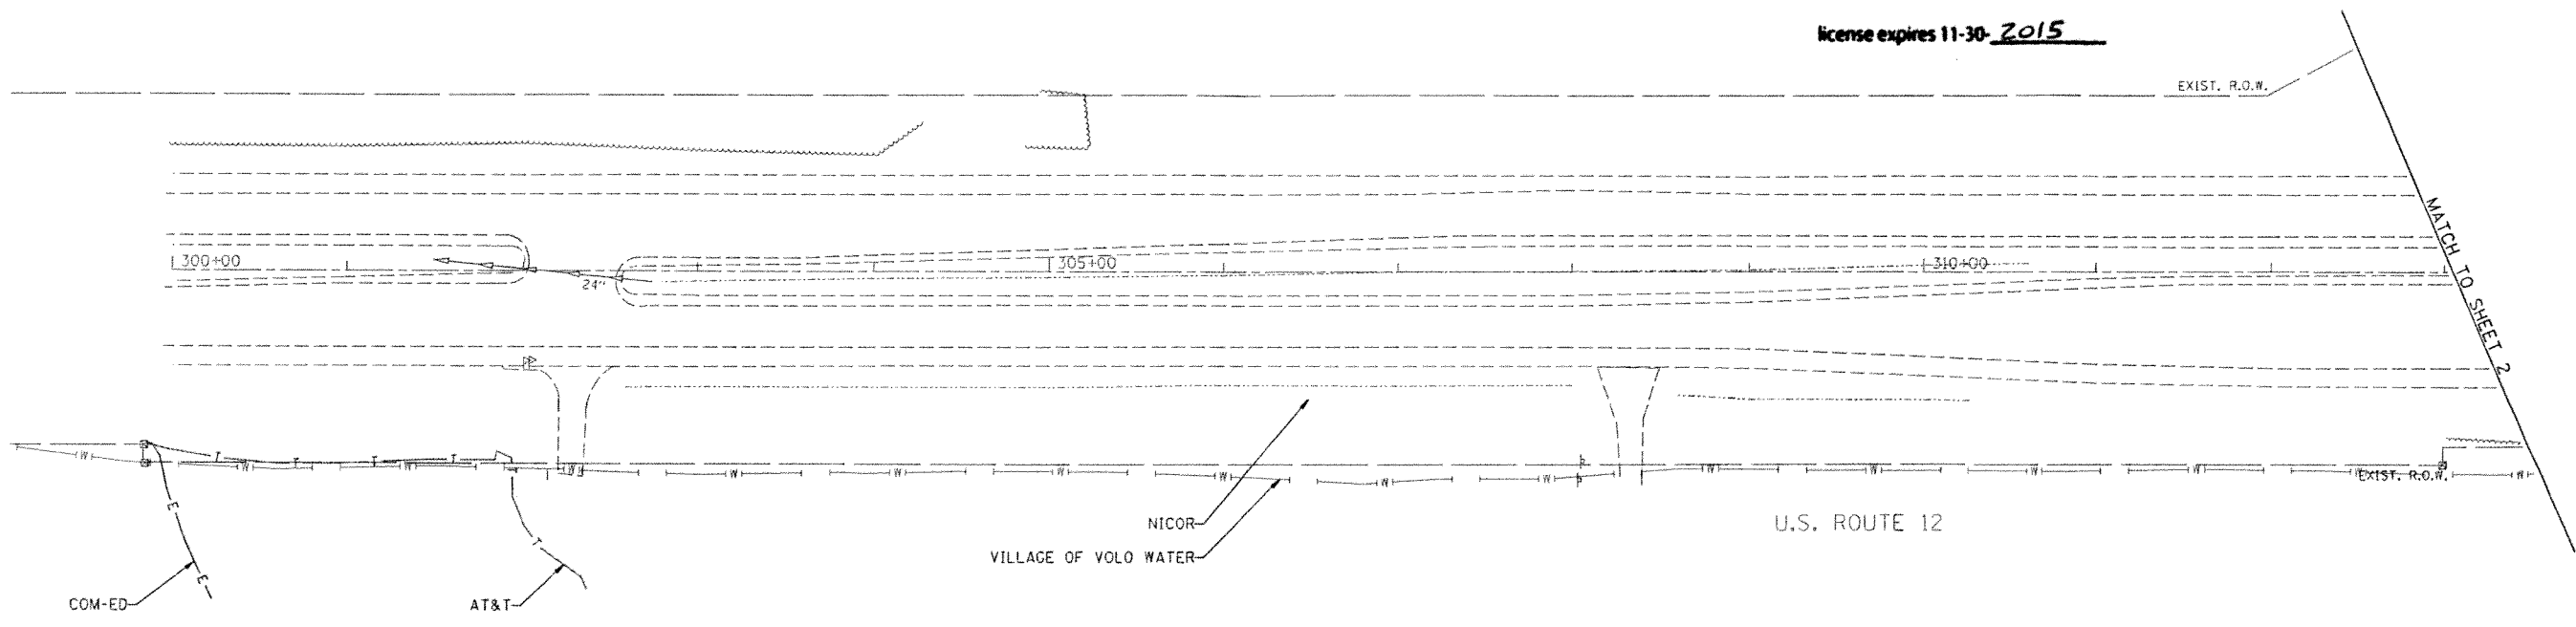 license expires 11-30- 2015
EXIST. R.O.W.
MATCH TO SHEET 2
300+00
305+00
310+00
24"
W W W W W W W W W W W W W W W W
T T T T
EXIST. R.O.W.
E
E
T
NICOR
U.S. ROUTE 12
VILLAGE OF VOLO WATER
COM-ED
AT&T